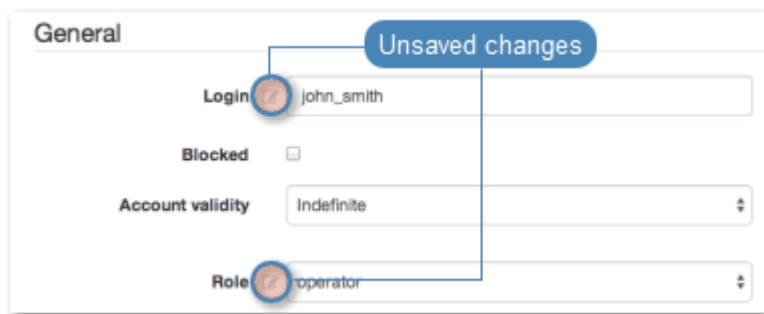 General
Unsaved changes
Login john_smith
Blocked
Account validity Indefinite
Role operator